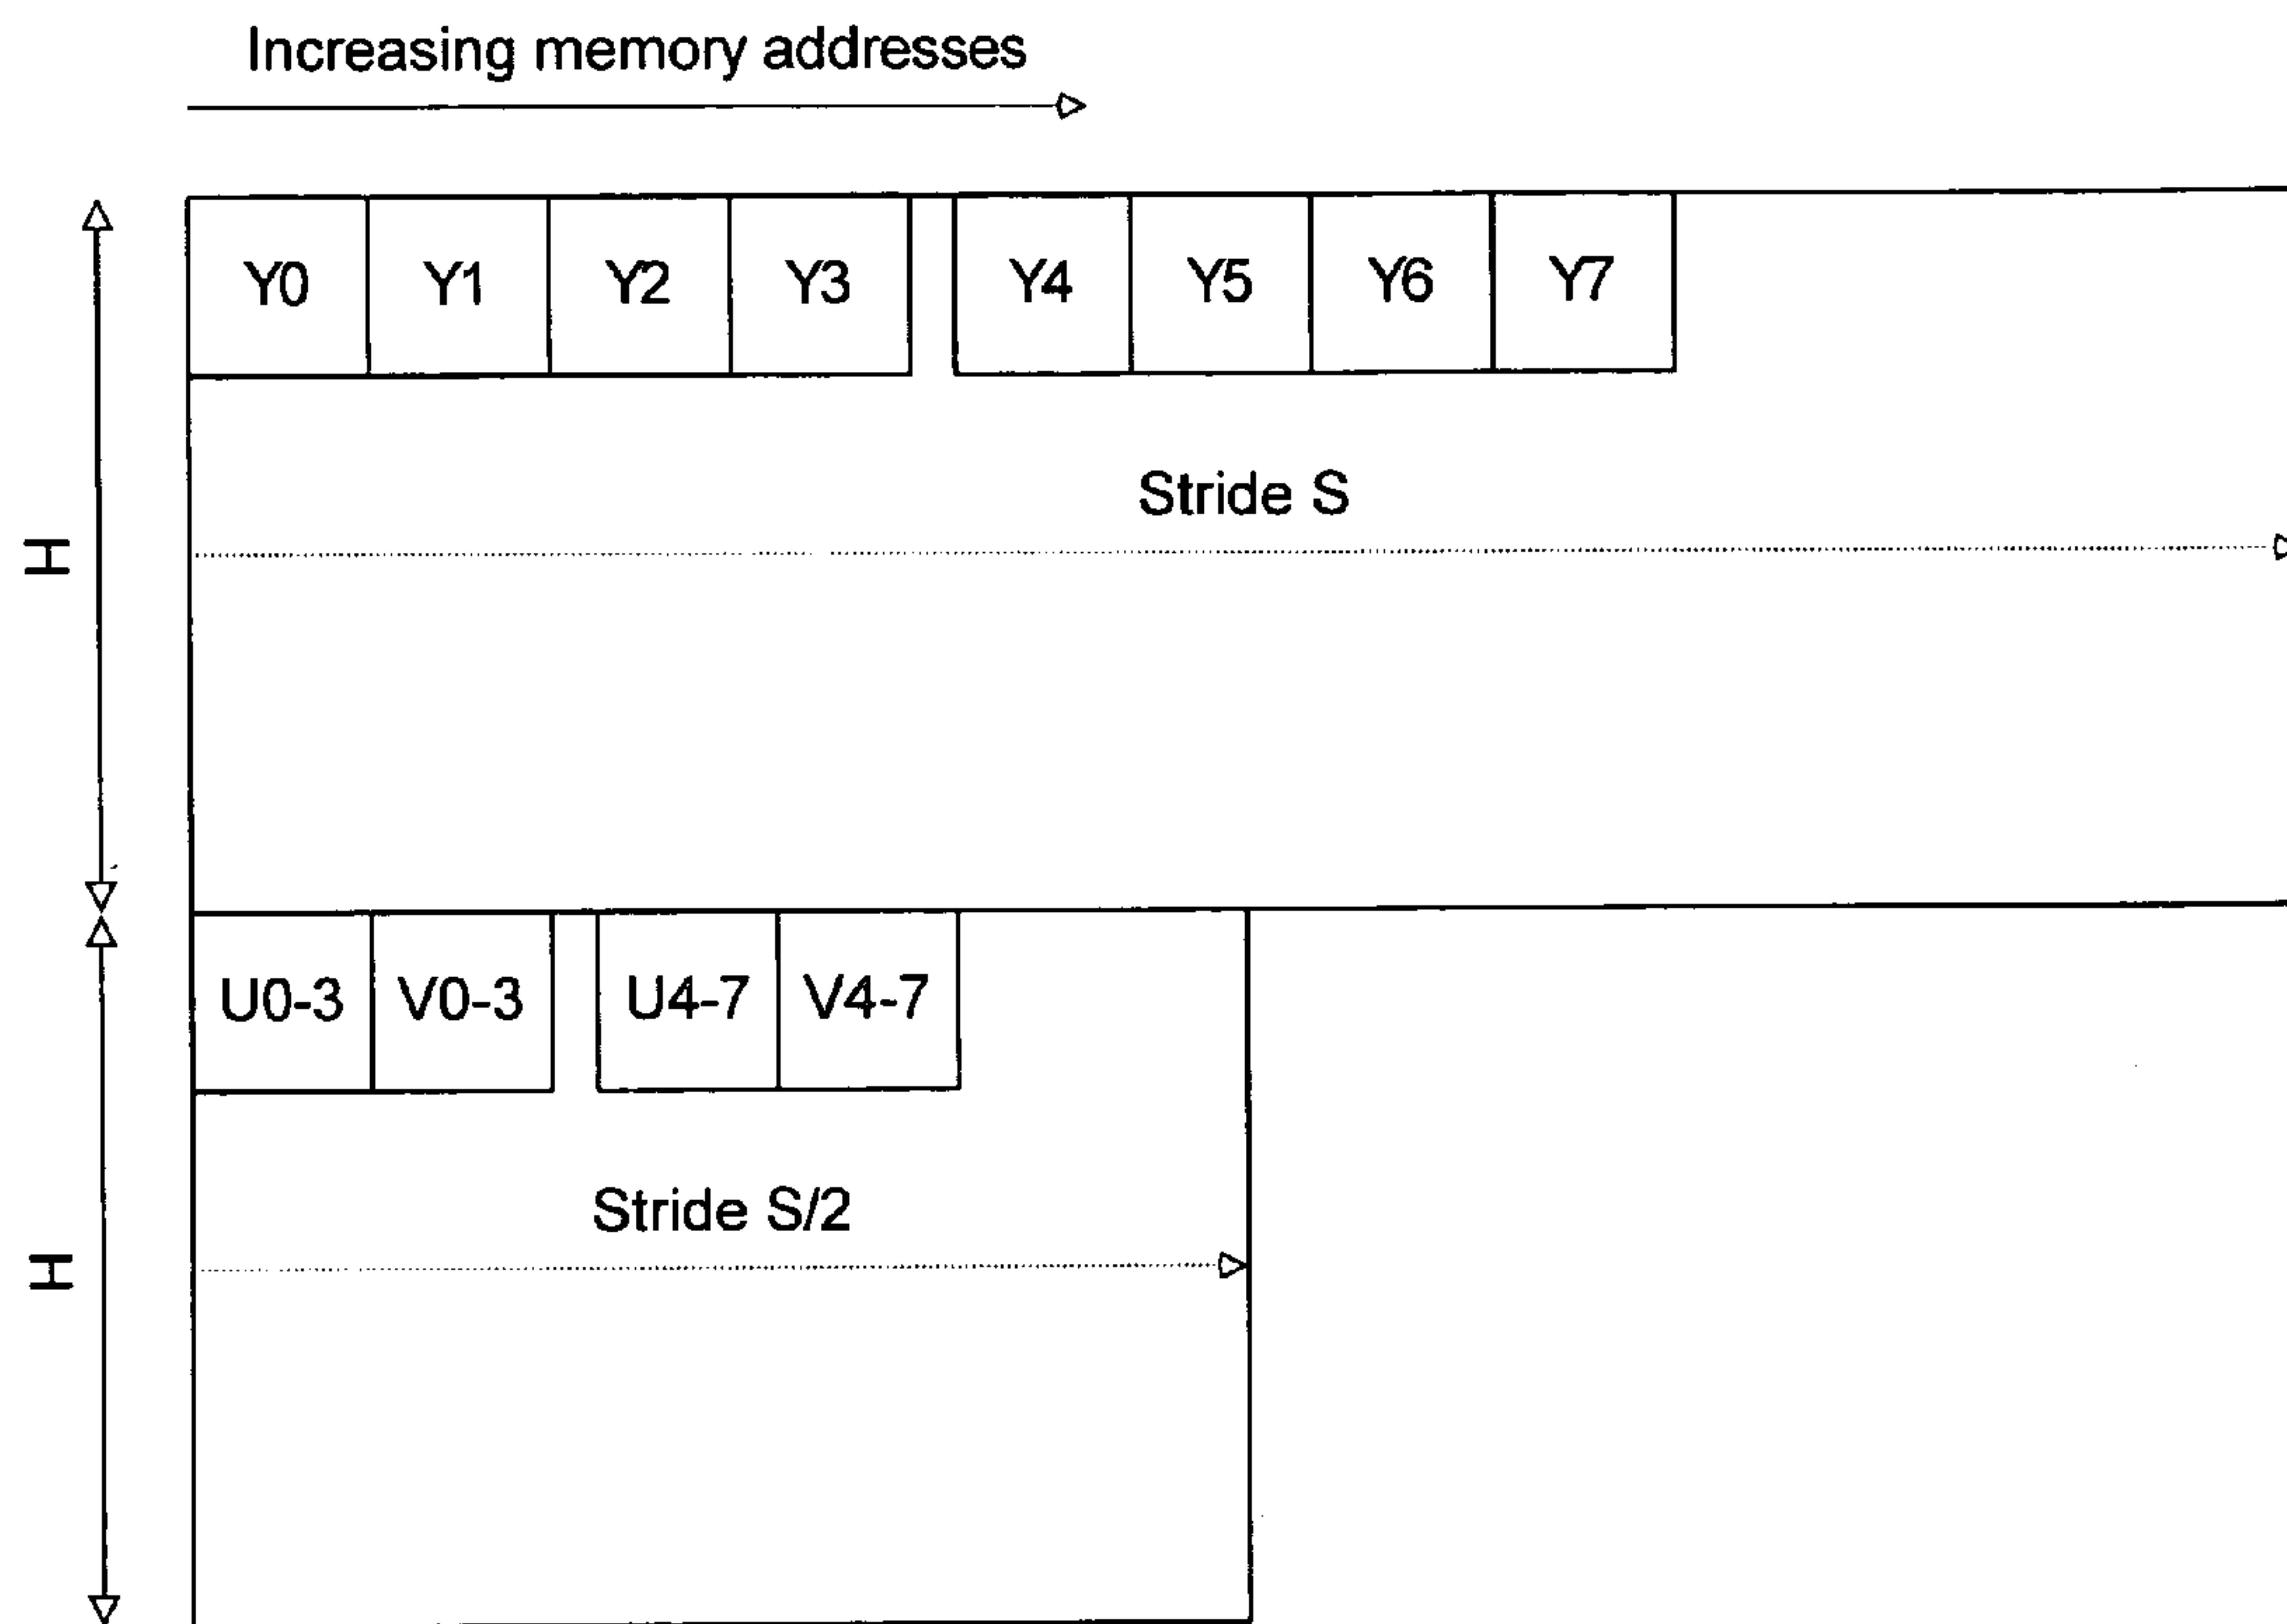 Increasing memory addresses
Y0 Y1 Y2 Y3 Y4 Y5 Y6 Y7
Stride S
H
U0-3 V0-3 U4-7 V4-7
Stride S/2
H